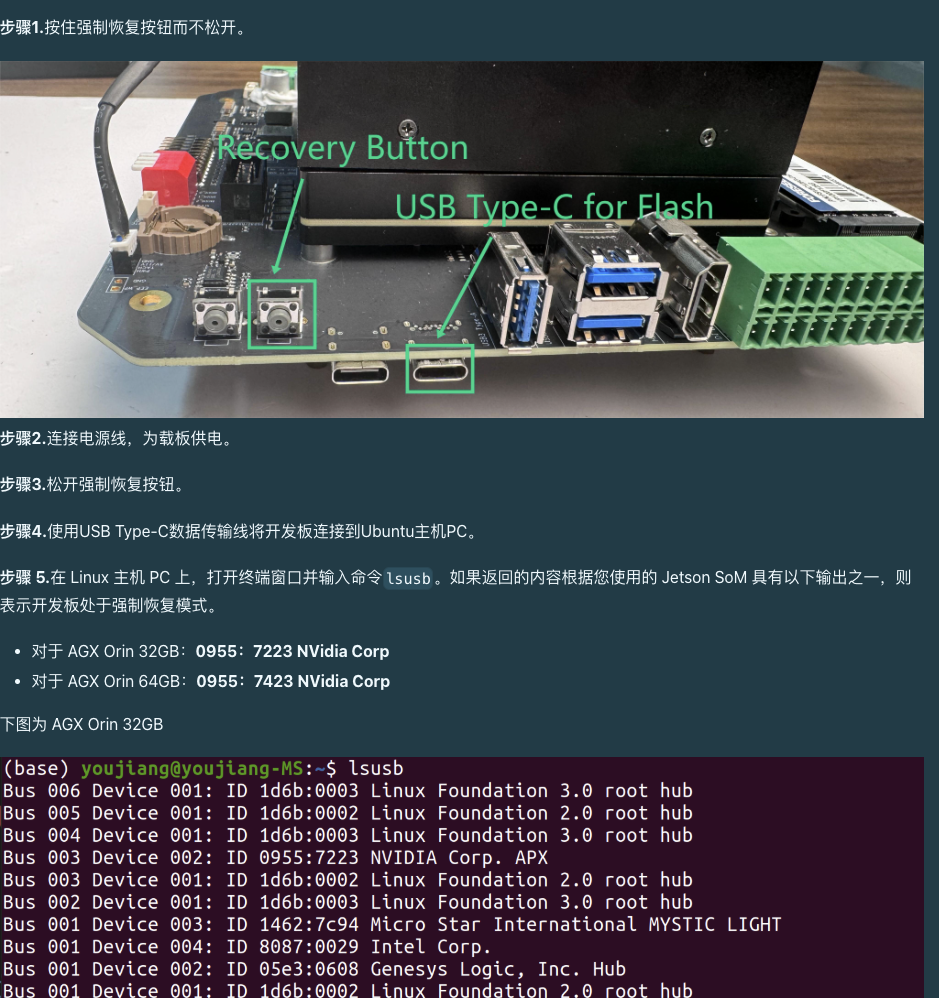 步骤1.按住强制恢复按钮而不松开。
Recovery Button
USB Type-C for Flash
步骤2.连接电源线，为载板供电。
步骤3.松开强制恢复按钮。
步骤4.使用USB Type-C数据传输线将开发板连接到Ubuntu主机PC。
步骤 5.在 Linux 主机 PC 上，打开终端窗口并输入命令lsusb。如果返回的内容根据您使用的 Jetson SoM 具有以下输出之一，则
表示开发板处于强制恢复模式。
• 对于 AGX Orin 32GB：0955：7223 NVidia Corp
• 对于 AGX Orin 64GB：0955：7423 NVidia Corp
下图为 AGX Orin 32GB
(base) youjiang@youjiang-MS:~$ lsusb
Bus 006 Device 001: ID 1d6b:0003 Linux Foundation 3.0 root hub
Bus 005 Device 001: ID 1d6b:0002 Linux Foundation 2.0 root hub
Bus 004 Device 001: ID 1d6b:0003 Linux Foundation 3.0 root hub
Bus 003 Device 002: ID 0955:7223 NVIDIA Corp. APX
Bus 003 Device 001: ID 1d6b:0002 Linux Foundation 2.0 root hub
Bus 002 Device 001: ID 1d6b:0003 Linux Foundation 3.0 root hub
Bus 001 Device 003: ID 1462:7c94 Micro Star International MYSTIC LIGHT
Bus 001 Device 004: ID 8087:0029 Intel Corp.
Bus 001 Device 002: ID 05e3:0608 Genesys Logic, Inc. Hub
Bus 001 Device 001: ID 1d6b:0002 Linux Foundation 2.0 root hub